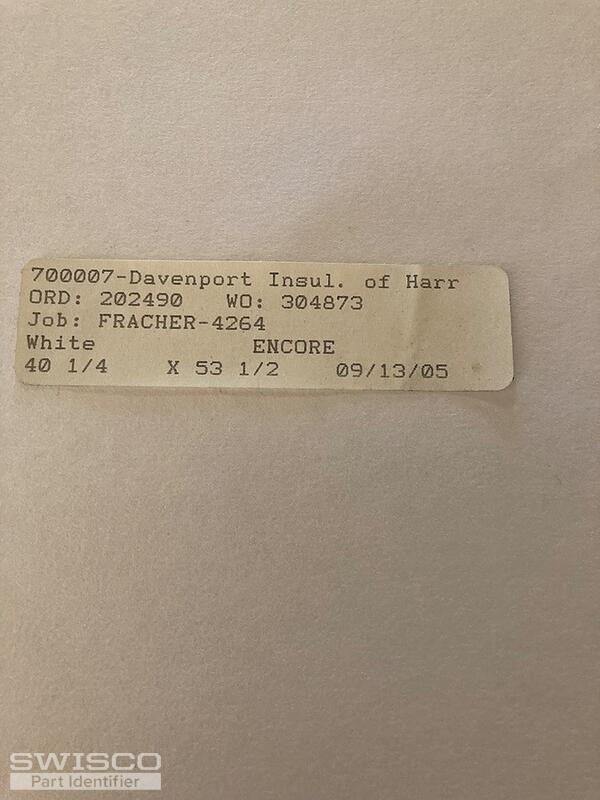 700007-Davenport Insul. of Harr
ORD: 202490 WO: 304873
Job: FRACHER-4264
White ENCORE
40 1/4 X 53 1/2 09/13/05
SWISCO
Part Identifier